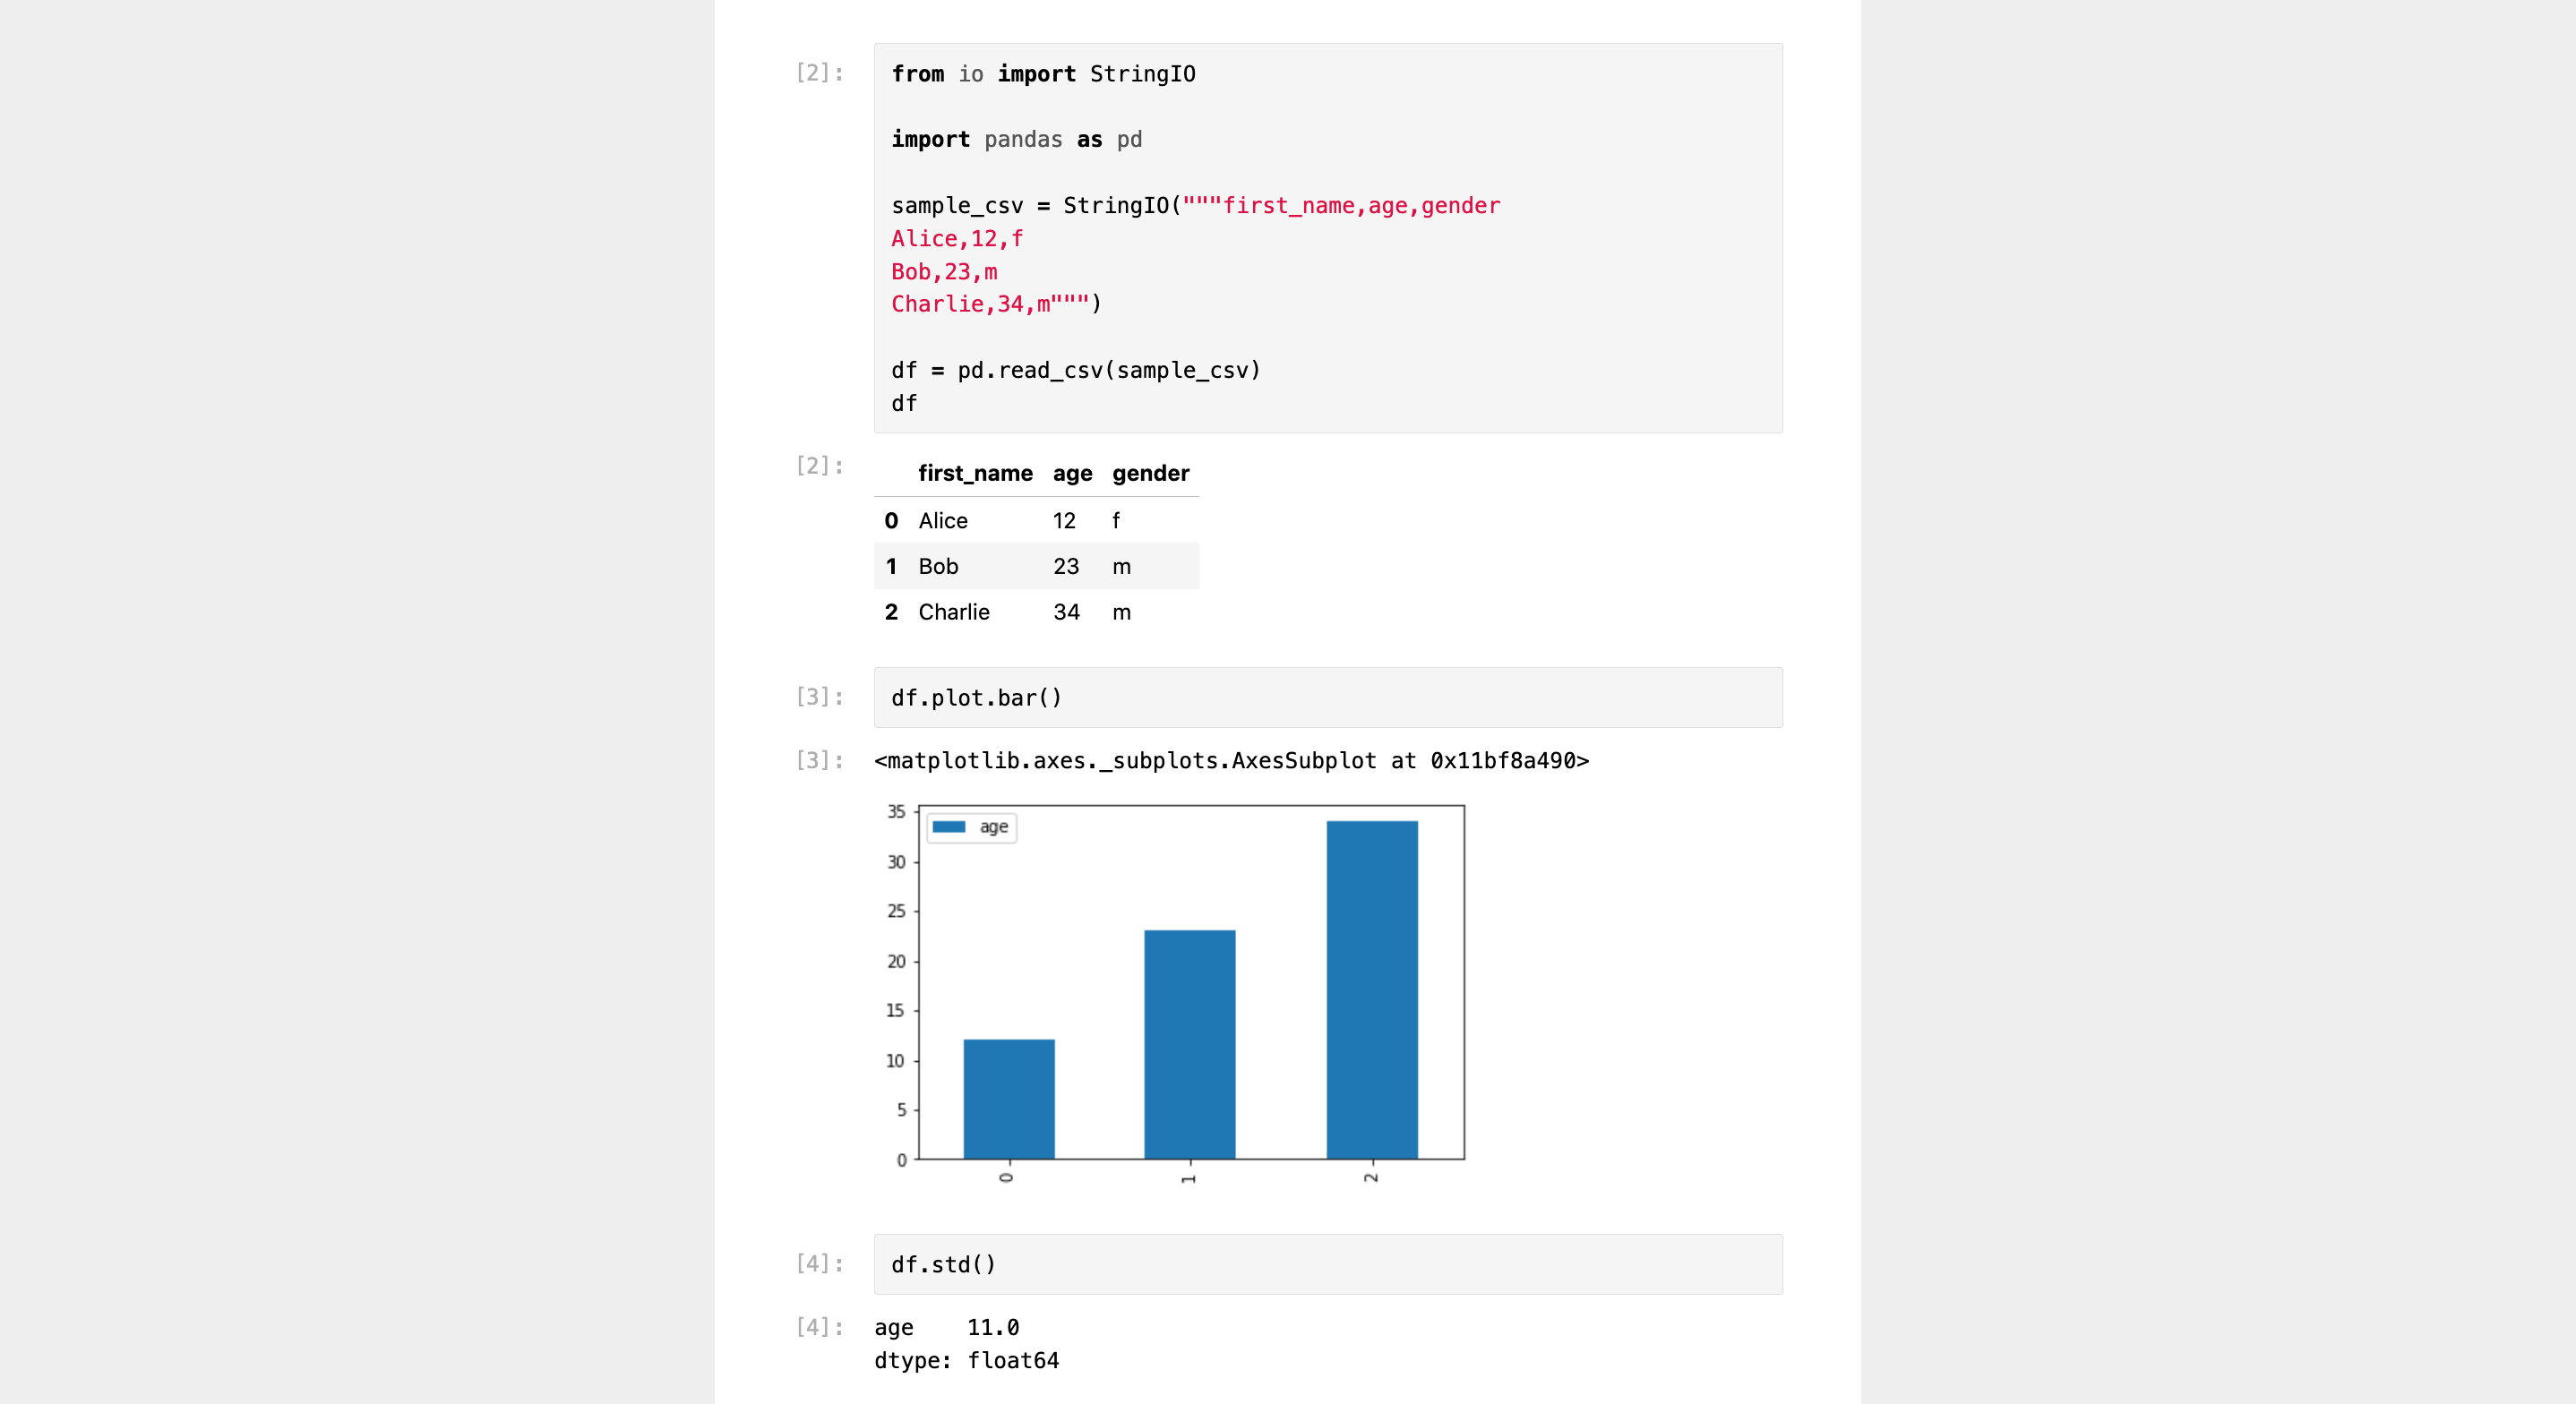 [2]:
from io import StringIO
import pandas as pd
sample_csv = StringIO("""first_name,age,gender
Alice,12,f
Bob,23,m
Charlie,34,m""")
df = pd.read_csv(sample_csv)
df
[2]:
first_name age gender
0 Alice 12 f
1 Bob 23 m
2 Charlie 34 m
[3]:
df.plot.bar()
[3]:
<matplotlib.axes._subplots.AxesSubplot at 0x11bf8a490>
age
35
30
25
20
15
10
5
0
0 1 2
[4]:
df.std()
[4]:
age 11.0
dtype: float64